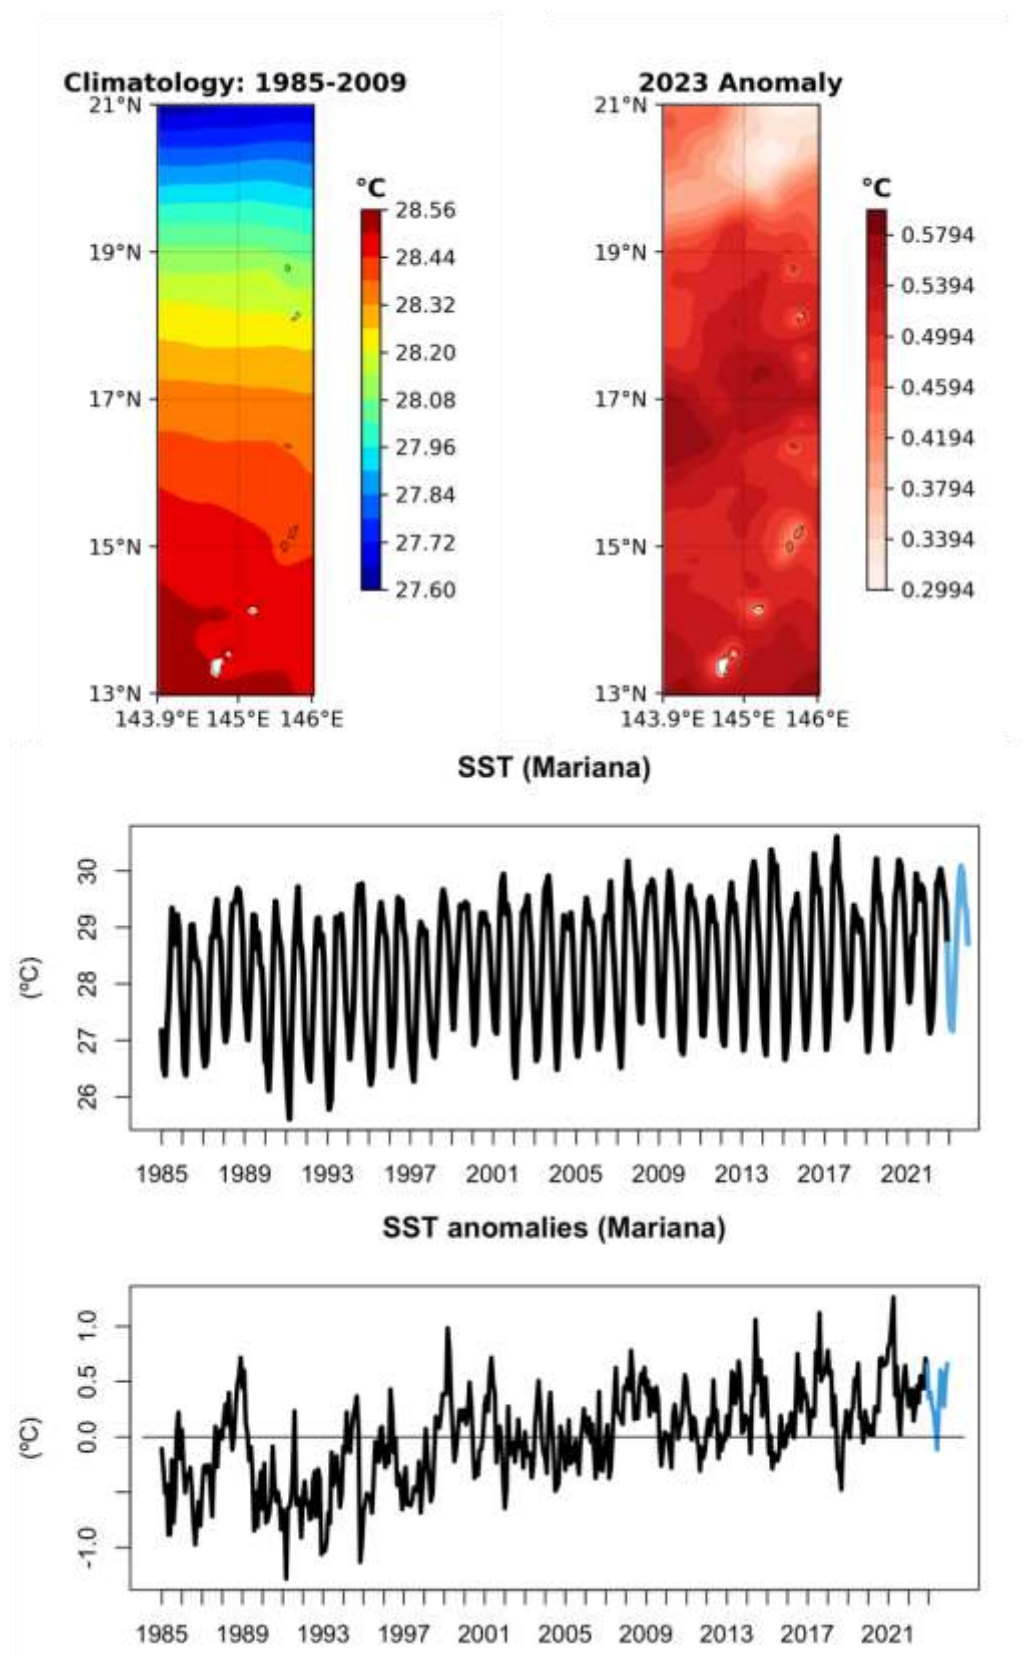 Climatology: 1985-2009
2023 Anomaly
21°N
19°N
17°N
15°N
13°N
143.9°E 145°E 146°E
°C
28.56
28.44
28.32
28.20
28.08
27.96
27.84
27.72
27.60
21°N
19°N
17°N
15°N
13°N
143.9°E 145°E 146°E
°C
0.5794
0.5394
0.4994
0.4594
0.4194
0.3794
0.3394
0.2994
SST (Mariana)
(ºC)
30
29
28
27
26
1985 1989 1993 1997 2001 2005 2009 2013 2017 2021
SST anomalies (Mariana)
(ºC)
1.0
0.5
0.0
-1.0
1985 1989 1993 1997 2001 2005 2009 2013 2017 2021